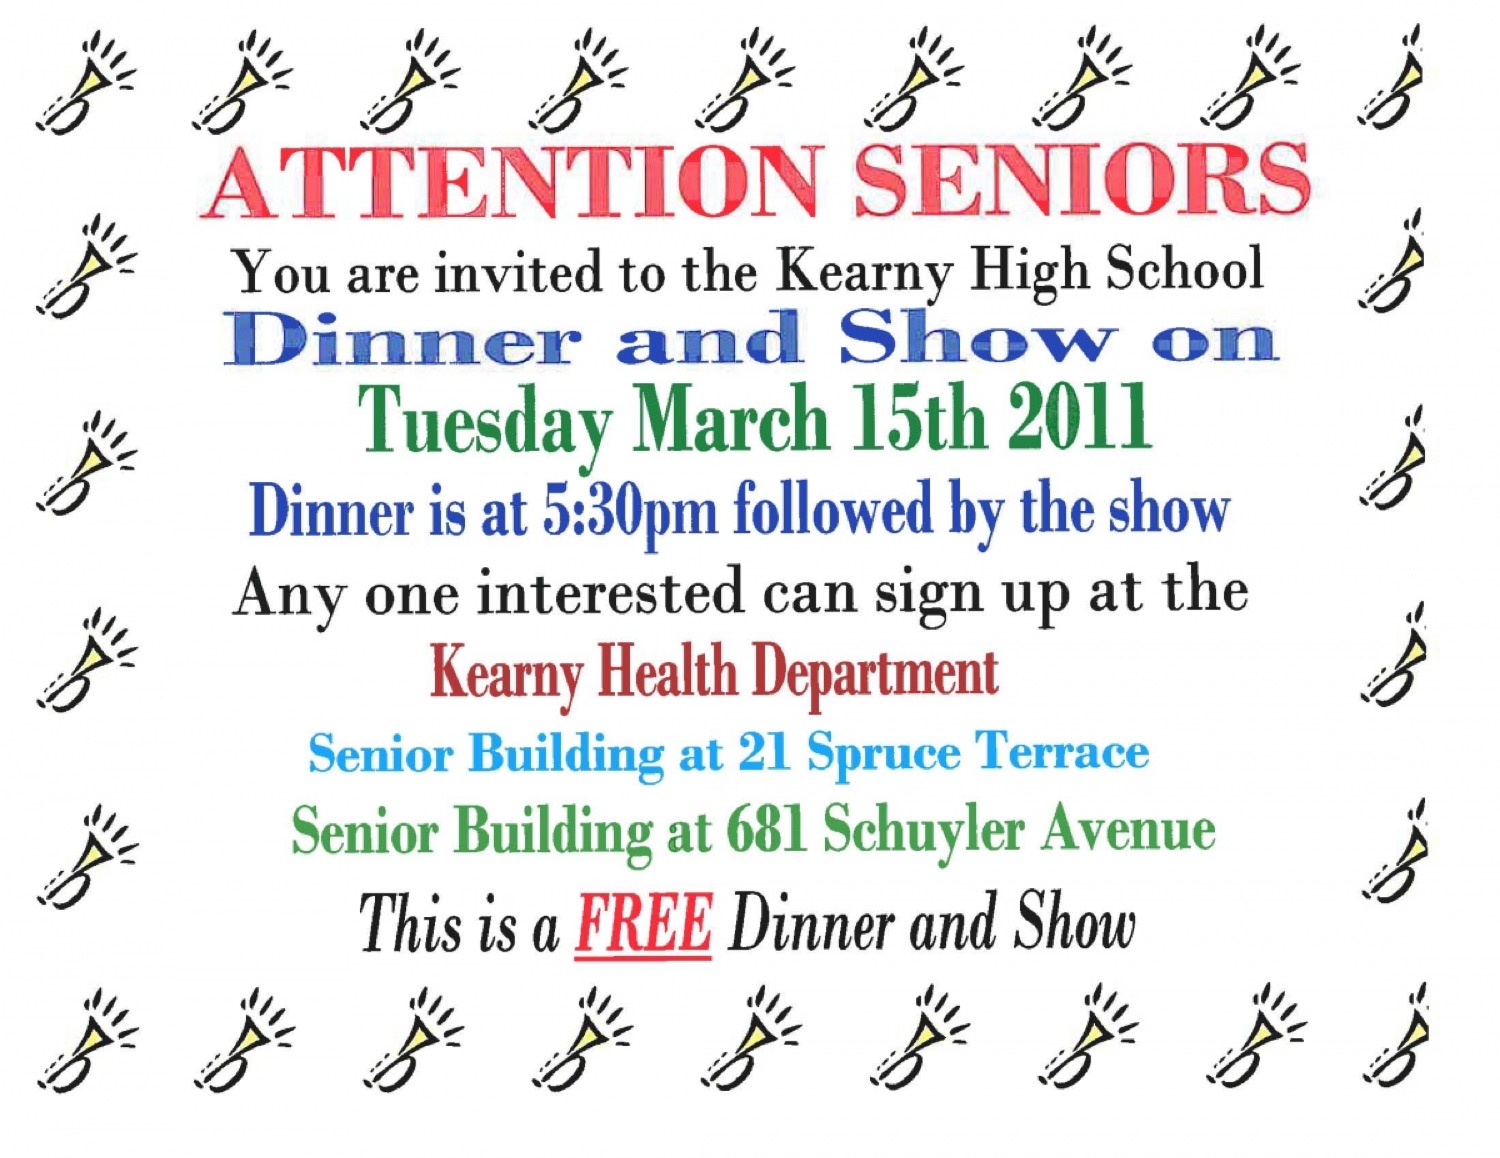 ATTENTION SENIORS
You are invited to the Kearny High School
Dinner and Show on
Tuesday March 15th 2011
Dinner is at 5:30pm followed by the show
Any one interested can sign up at the
Kearny Health Department
Senior Building at 21 Spruce Terrace
Senior Building at 681 Schuyler Avenue
This is a FREE Dinner and Show